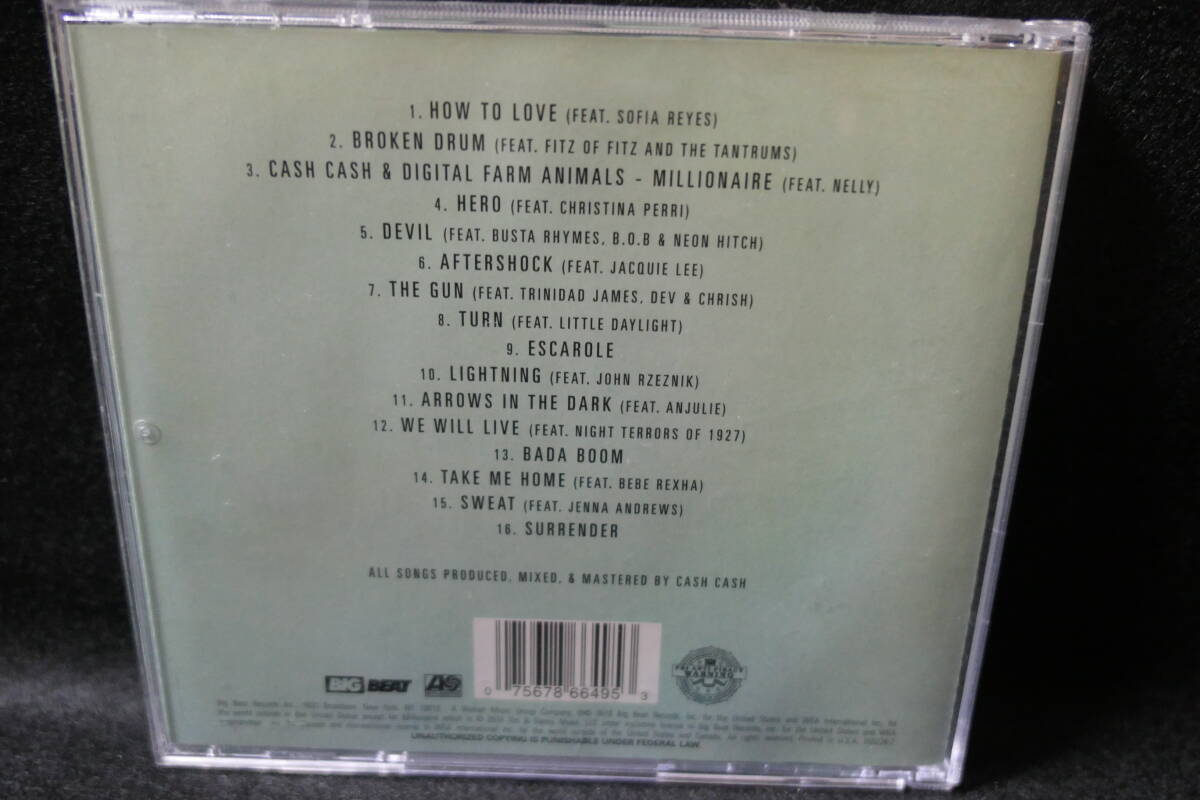 1. HOW TO LOVE (FEAT. SOFIA REYES)
2. BROKEN DRUM (FEAT. FITZ OF FITZ AND THE TANTRUMS)
3. CASH CASH & DIGITAL FARM ANIMALS - MILLIONAIRE (FEAT. NELLY)
4. HERO (FEAT. CHRISTINA PERRI)
5. DEVIL (FEAT. BUSTA RHYMES, B.O.B & NEON HITCH)
6. AFTERSHOCK (FEAT. JACQUIE LEE)
7. THE GUN (FEAT. TRINIDAD JAMES, DEV & CHRISH)
8. TURN (FEAT. LITTLE DAYLIGHT)
9. ESCAROLE
10. LIGHTNING (FEAT. JOHN RZEZNIK)
11. ARROWS IN THE DARK (FEAT. ANJULIE)
12. WE WILL LIVE (FEAT. NIGHT TERRORS OF 1927)
13. BADA BOOM
14. TAKE ME HOME (FEAT. BEBE REXHA)
15. SWEAT (FEAT. JENNA ANDREWS)
16. SURRENDER
ALL SONGS PRODUCED, MIXED, & MASTERED BY CASH CASH
BIG BEAT
0 75678 66495 3
WARNING
UNAUTHORIZED COPYING IS PUNISHABLE UNDER FEDERAL LAW